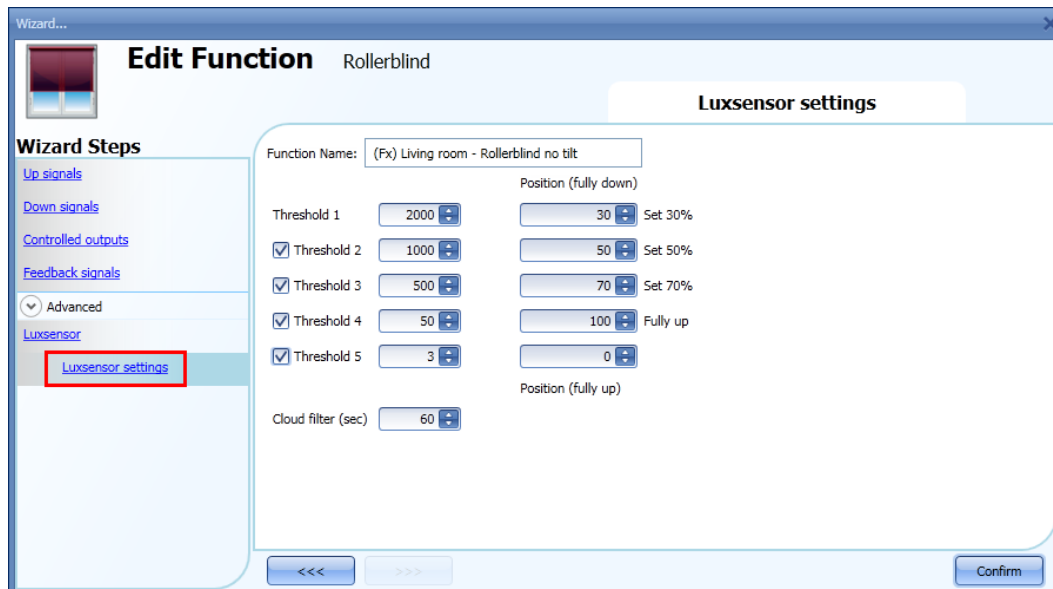 Wizard...
Edit Function Rollerblind
Luxsensor settings
Wizard Steps
Up signals
Down signals
Controlled outputs
Feedback signals
Advanced
Luxsensor
Luxsensor settings
Function Name: (Fx) Living room - Rollerblind no tilt
Position (fully down)
Threshold 1 2000 30 Set 30%
Threshold 2 1000 50 Set 50%
Threshold 3 500 70 Set 70%
Threshold 4 50 100 Fully up
Threshold 5 3 0
Position (fully up)
Cloud filter (sec) 60
<<< >>> Confirm